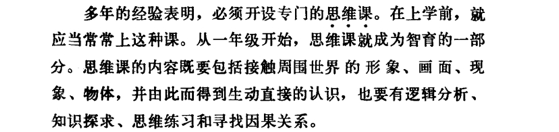 多年的经验表明，必须开设专门的思维课。在上学前，就
应当常常上这种课。从一年级开始，思维课就成为智育的一部
分。思维课的内容既要包括接触周围世界的形象、画面、现
象、物体，并由此而得到生动直接的认识，也要有逻辑分析、
知识探求、思维练习和寻找因果关系。